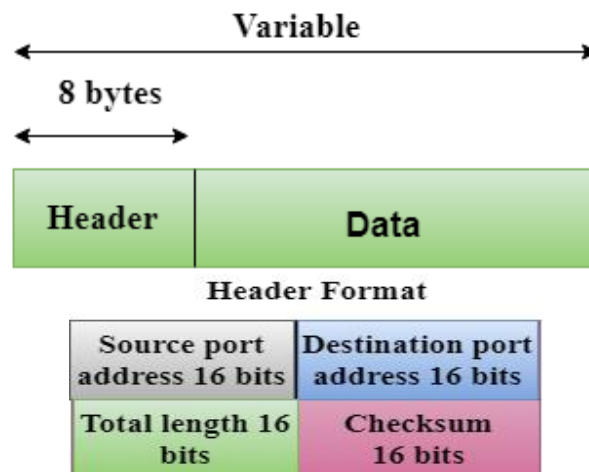 Variable
8 bytes
Header
Data
Header Format
Source port
address 16 bits
Destination port
address 16 bits
Total length 16
bits
Checksum
16 bits